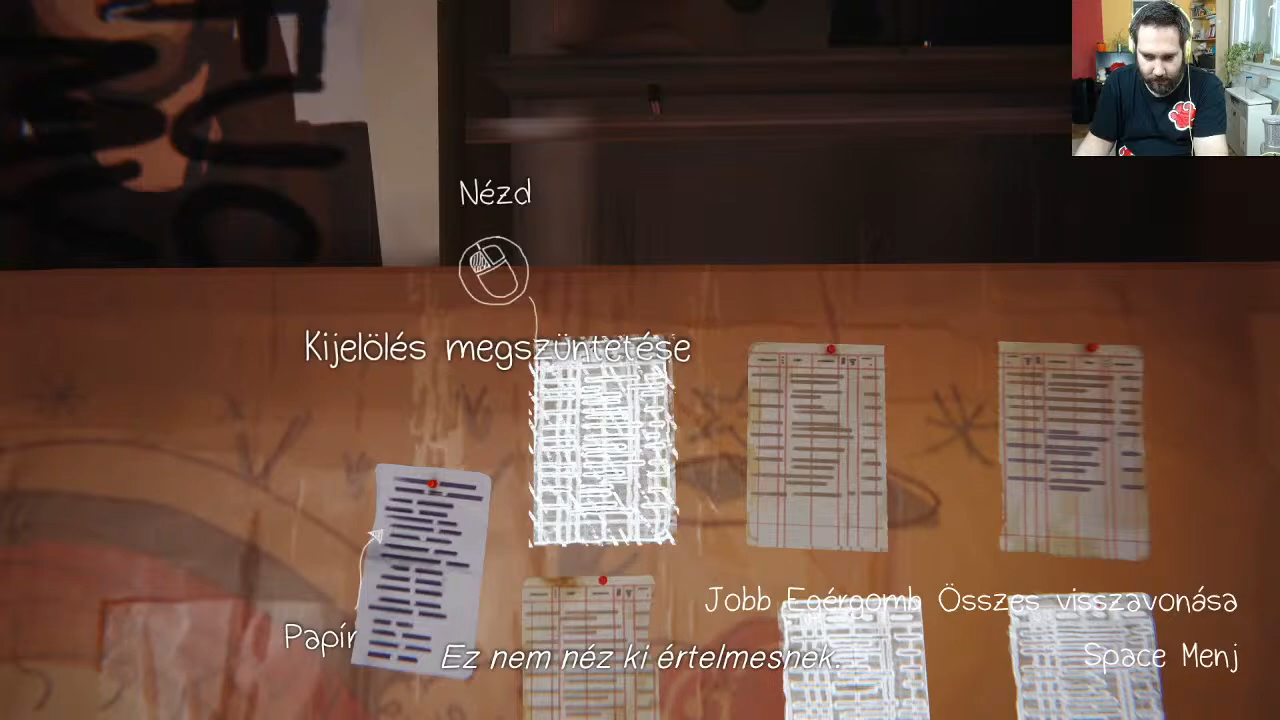 Nézd
Kijelölés megszüntetése
Jobb Egérgomb Összes visszavonása
Papír
Ez nem néz ki értelmesnek.
Space Menj